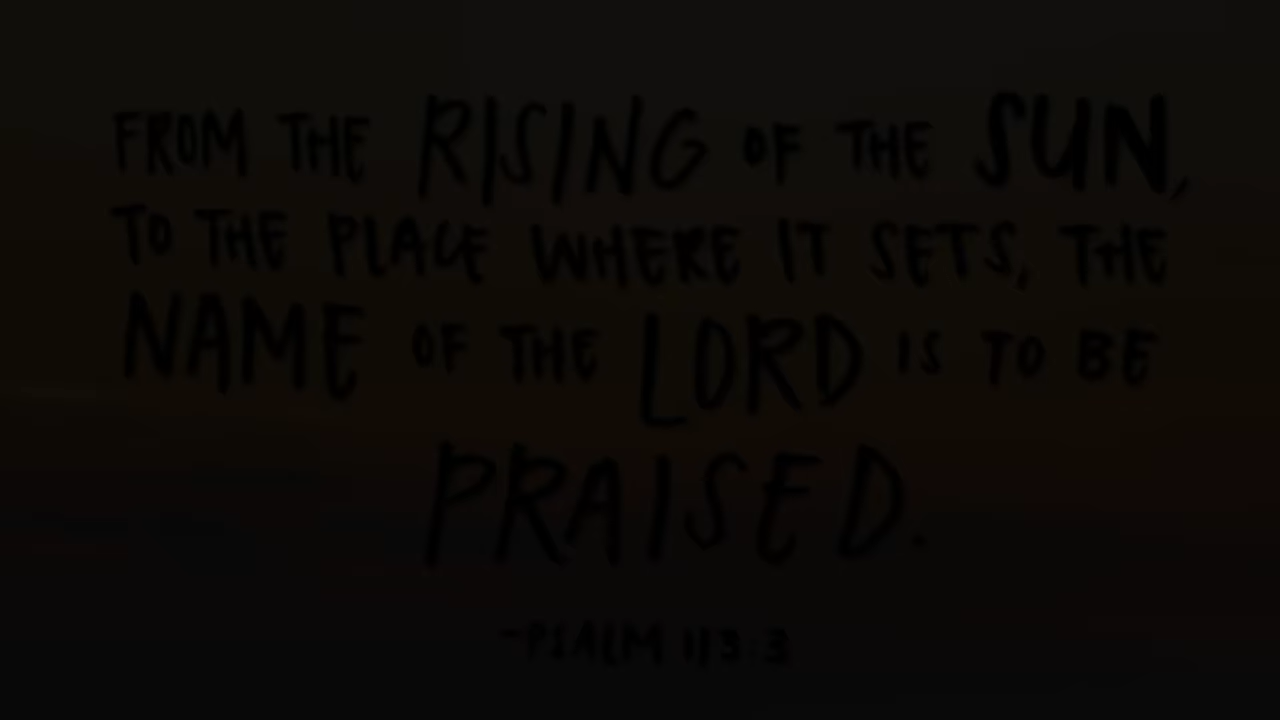 FROM THE RISING OF THE SUN,
TO THE PLACE WHERE IT SETS, THE
NAME OF THE LORD IS TO BE
PRAISED.
-PSALM 113:3